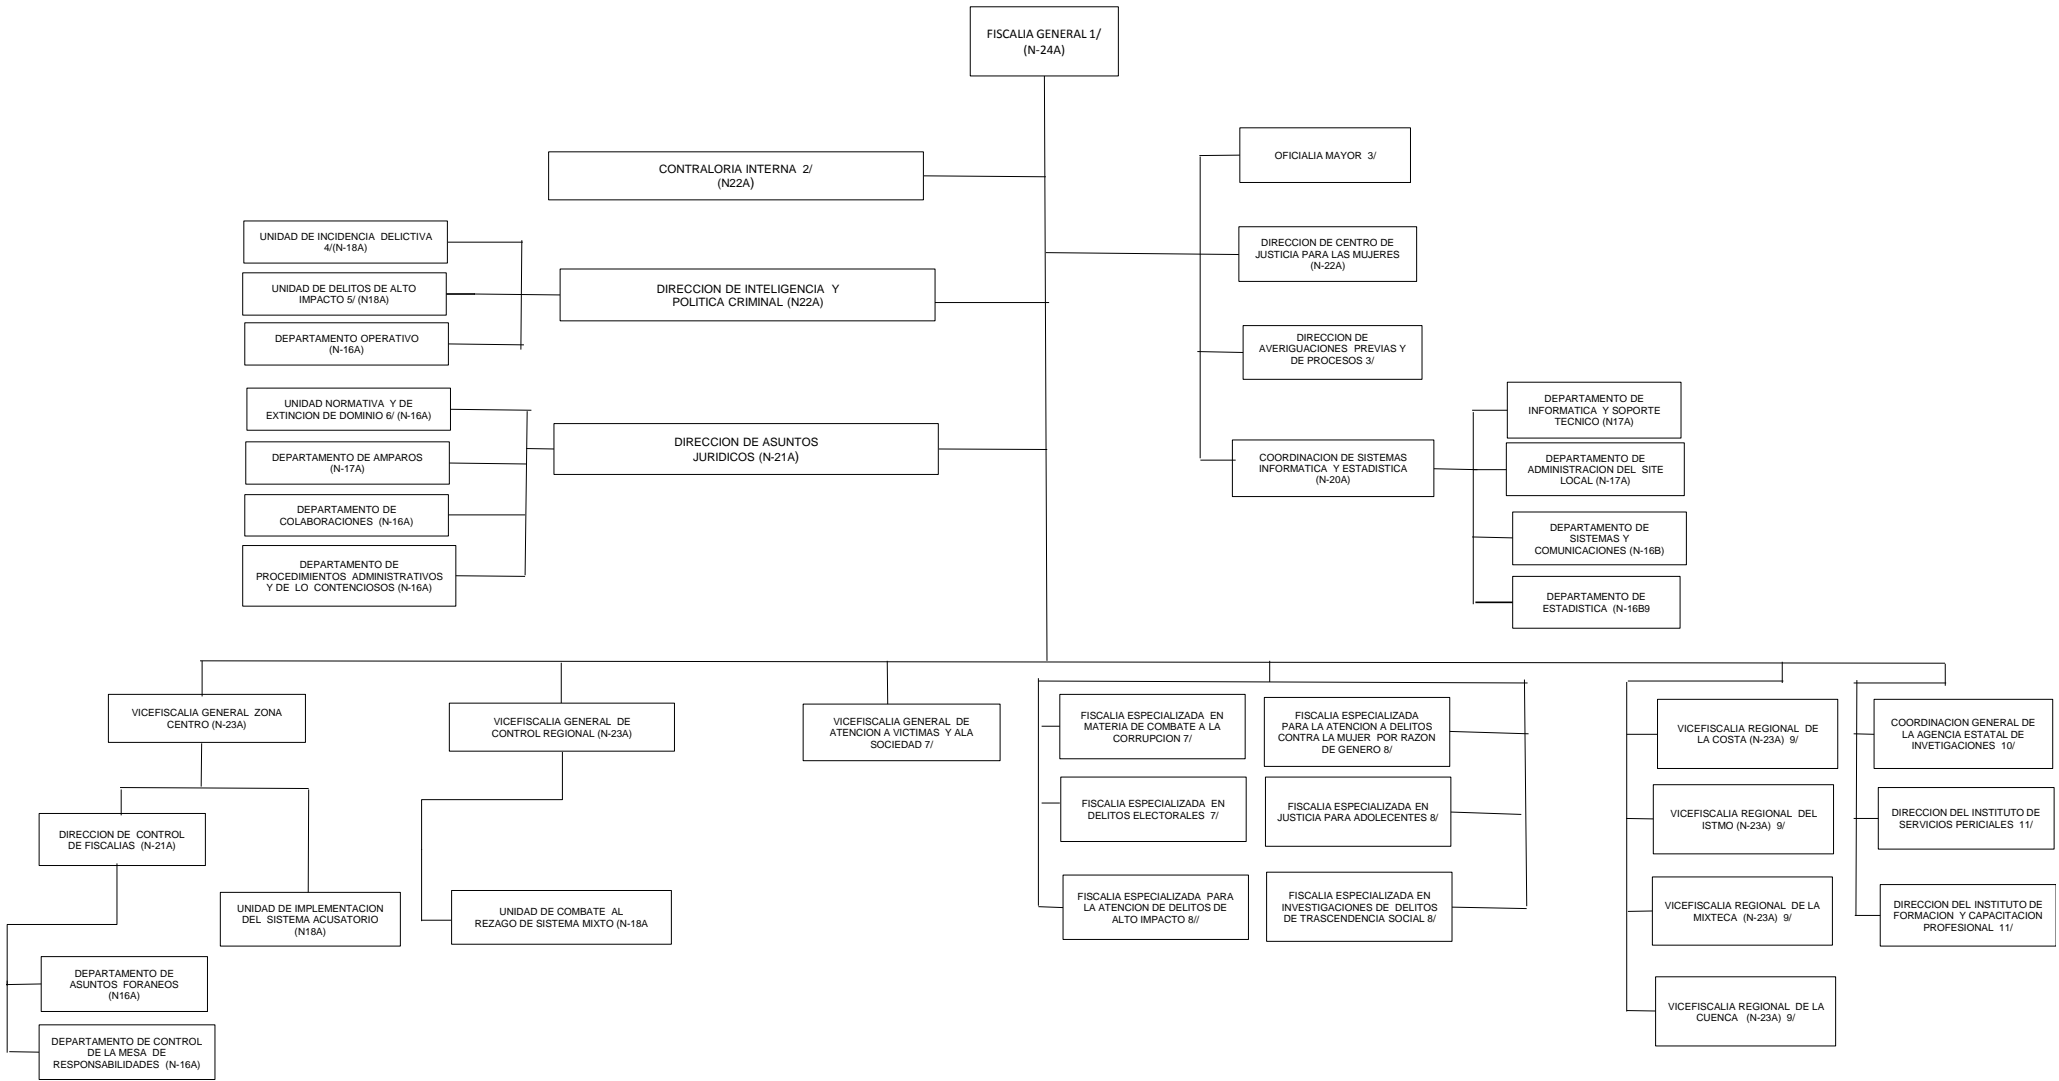 FISCALIA GENERAL 1/
(N-24A)
CONTRALORIA INTERNA 2/
(N22A)
OFICIALIA MAYOR 3/
UNIDAD DE INCIDENCIA DELICTIVA
4/(N-18A)
UNIDAD DE DELITOS DE ALTO
IMPACTO 5/ (N18A)
DEPARTAMENTO OPERATIVO
(N-16A)
DIRECCION DE INTELIGENCIA Y
POLITICA CRIMINAL (N22A)
DIRECCION DE CENTRO DE
JUSTICIA PARA LAS MUJERES
(N-22A)
DIRECCION DE
AVERIGUACIONES PREVIAS Y
DE PROCESOS 3/
UNIDAD NORMATIVA Y DE
EXTINCION DE DOMINIO 6/ (N-16A)
DEPARTAMENTO DE AMPAROS
(N-17A)
DEPARTAMENTO DE
COLABORACIONES (N-16A)
DEPARTAMENTO DE
PROCEDIMIENTOS ADMINISTRATIVOS
Y DE LO CONTENCIOSOS (N-16A)
DIRECCION DE ASUNTOS
JURIDICOS (N-21A)
COORDINACION DE SISTEMAS
INFORMATICA Y ESTADISTICA
(N-20A)
DEPARTAMENTO DE
INFORMATICA Y SOPORTE
TECNICO (N17A)
DEPARTAMENTO DE
ADMINISTRACION DEL SITE
LOCAL (N-17A)
DEPARTAMENTO DE
SISTEMAS Y
COMUNICACIONES (N-16B)
DEPARTAMENTO DE
ESTADISTICA (N-16B9
VICEFISCALIA GENERAL ZONA
CENTRO (N-23A)
VICEFISCALIA GENERAL DE
CONTROL REGIONAL (N-23A)
VICEFISCALIA GENERAL DE
ATENCION A VICTIMAS Y ALA
SOCIEDAD 7/
FISCALIA ESPECIALIZADA EN
MATERIA DE COMBATE A LA
CORRUPCION 7/
FISCALIA ESPECIALIZADA
PARA LA ATENCION A DELITOS
CONTRA LA MUJER POR RAZON
DE GENERO 8/
VICEFISCALIA REGIONAL DE
LA COSTA (N-23A) 9/
COORDINACION GENERAL DE
LA AGENCIA ESTATAL DE
INVETIGACIONES 10/
FISCALIA ESPECIALIZADA EN
DELITOS ELECTORALES 7/
FISCALIA ESPECIALIZADA EN
JUSTICIA PARA ADOLECENTES 8/
VICEFISCALIA REGIONAL DEL
ISTMO (N-23A) 9/
DIRECCION DEL INSTITUTO DE
SERVICIOS PERICIALES 11/
DIRECCION DE CONTROL
DE FISCALIAS (N-21A)
UNIDAD DE IMPLEMENTACION
DEL SISTEMA ACUSATORIO
(N18A)
UNIDAD DE COMBATE AL
REZAGO DE SISTEMA MIXTO (N-18A
FISCALIA ESPECIALIZADA PARA
LA ATENCION DE DELITOS DE
ALTO IMPACTO 8//
FISCALIA ESPECIALIZADA EN
INVESTIGACIONES DE DELITOS
DE TRASCENDENCIA SOCIAL 8/
VICEFISCALIA REGIONAL DE LA
MIXTECA (N-23A) 9/
DIRECCION DEL INSTITUTO DE
FORMACION Y CAPACITACION
PROFESIONAL 11/
DEPARTAMENTO DE
ASUNTOS FORANEOS
(N16A)
VICEFISCALIA REGIONAL DE LA
CUENCA (N-23A) 9/
DEPARTAMENTO DE CONTROL
DE LA MESA DE
RESPONSABILIDADES (N-16A)